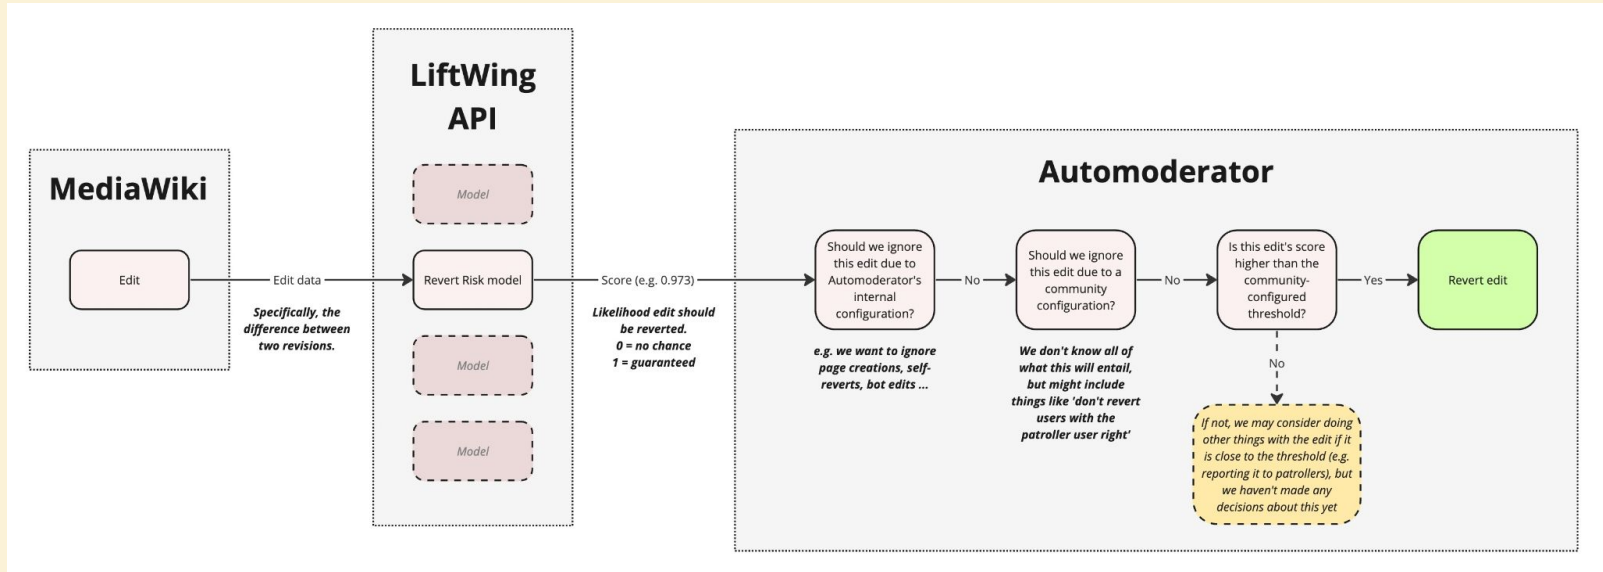 MediaWiki
Edit
Edit data
Specifically, the
difference between
two revisions.
LiftWing
API
Model
Revert Risk model
Model
Model
Score (e.g. 0.973)
Likelihood edit should
be reverted.
0 = no chance
1 = guaranteed
Automoderator
Should we ignore
this edit due to
Automoderator's
internal
configuration?
e.g. we want to ignore
page creations, self-
reverts, bot edits ...
No
Should we ignore
this edit due to a
community
configuration?
We don't know all of
what this will entail,
but might include
things like 'don't revert
users with the
patroller user right'
No
Is this edit's score
higher than the
community-
configured
threshold?
Yes
Revert edit
No
If not, we may consider doing
other things with the edit if it
is close to the threshold (e.g.
reporting it to patrollers), but
we haven't made any
decisions about this yet